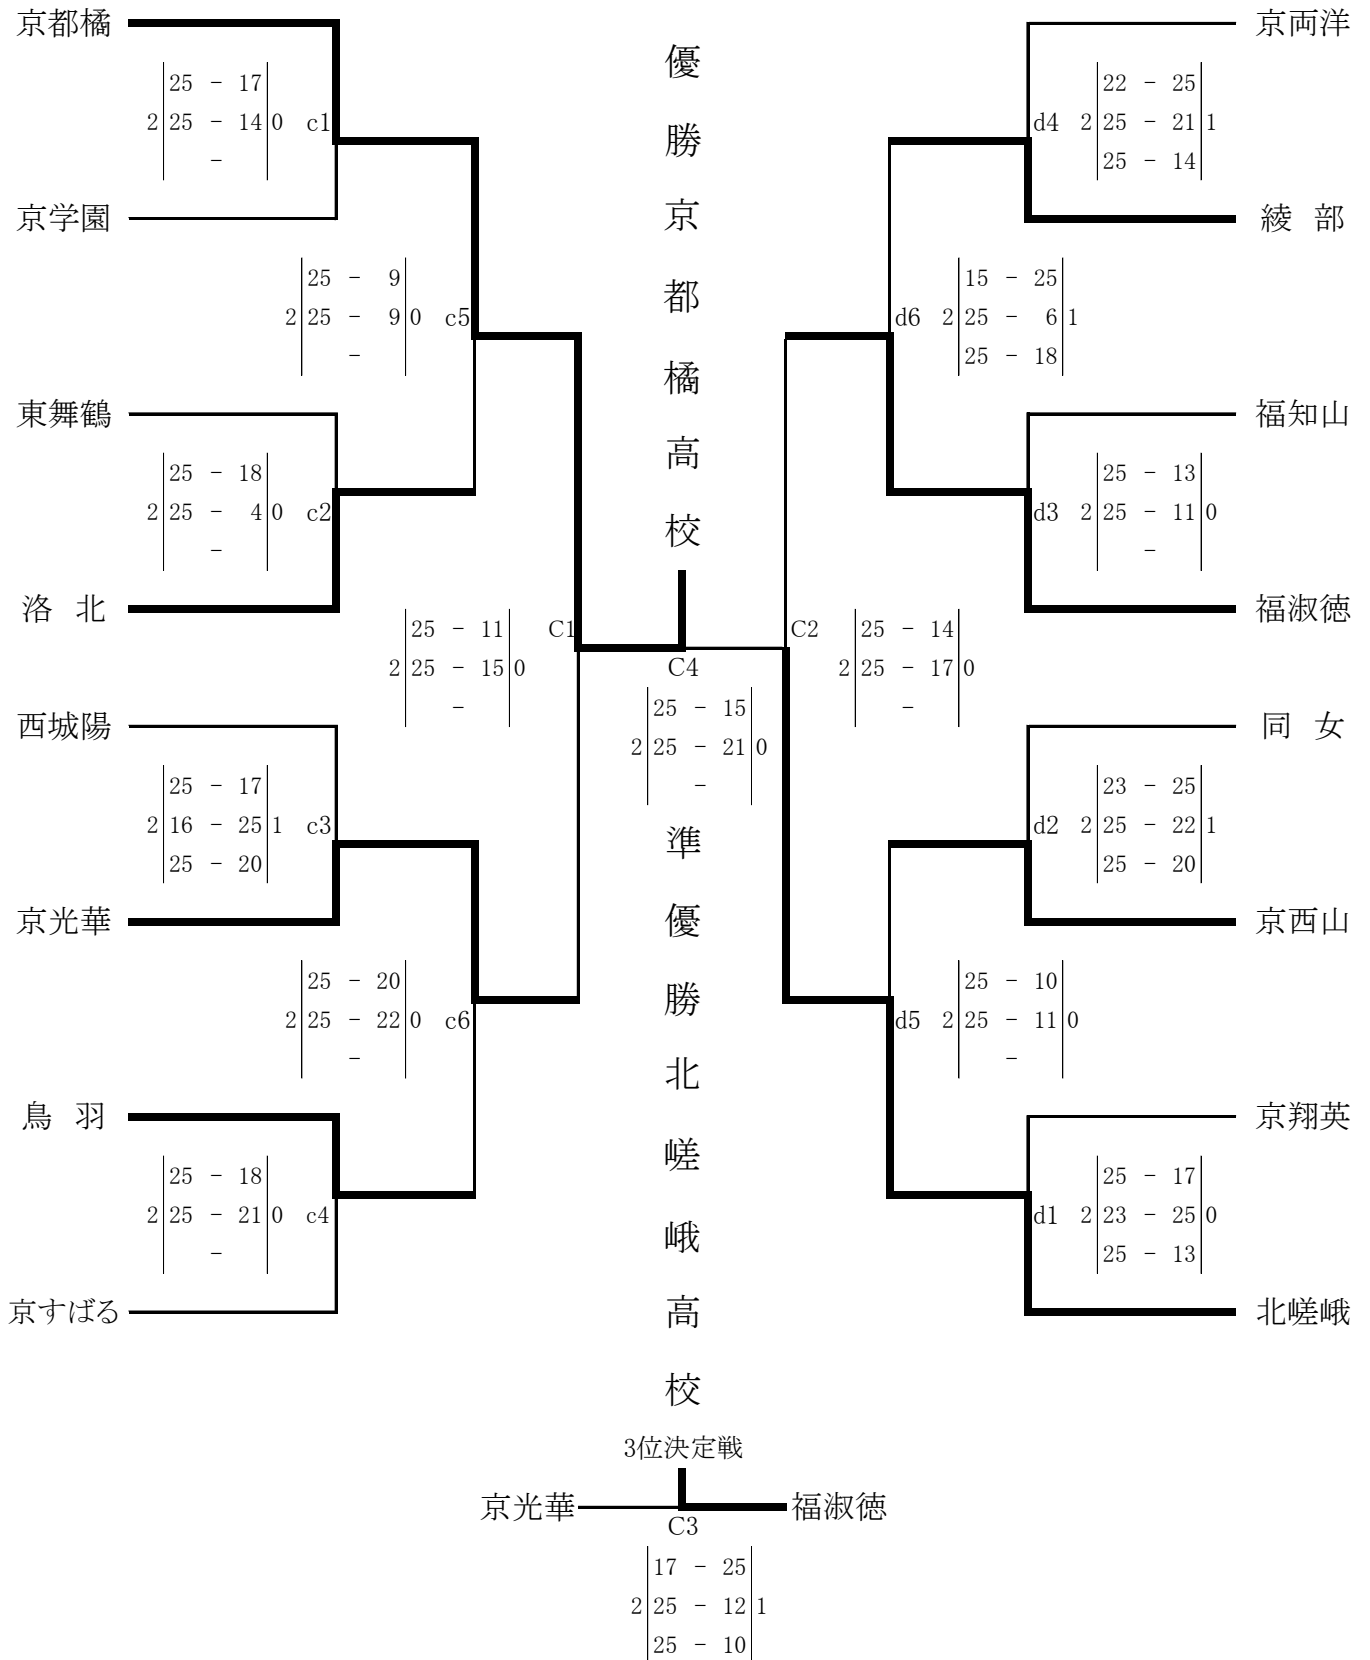 京都橘
25 - 17
2 25 - 14 0 c1
-
京学園
25 - 9
2 25 - 9 0 c5
-
東舞鶴
25 - 18
2 25 - 4 0 c2
-
洛 北
25 - 11 C1
2 25 - 15 0
-
西城陽
25 - 17
2 16 - 25 1 c3
25 - 20
京光華
25 - 20
2 25 - 22 0 c6
-
鳥 羽
25 - 18
2 25 - 21 0 c4
-
京すばる
優勝京都橘高校
C4
25 - 15
2 25 - 21 0
-
準優勝北嵯峨高校
京両洋
22 - 25
d4 2 25 - 21 1
25 - 14
綾 部
15 - 25
d6 2 25 - 6 1
25 - 18
福知山
25 - 13
d3 2 25 - 11 0
-
福淑徳
C2 25 - 14
2 25 - 17 0
-
同 女
23 - 25
d2 2 25 - 22 1
25 - 20
京西山
25 - 10
d5 2 25 - 11 0
-
京翔英
25 - 17
d1 2 23 - 25 0
25 - 13
北嵯峨
3位決定戦
京光華 福淑徳
C3
17 - 25
2 25 - 12 1
25 - 10